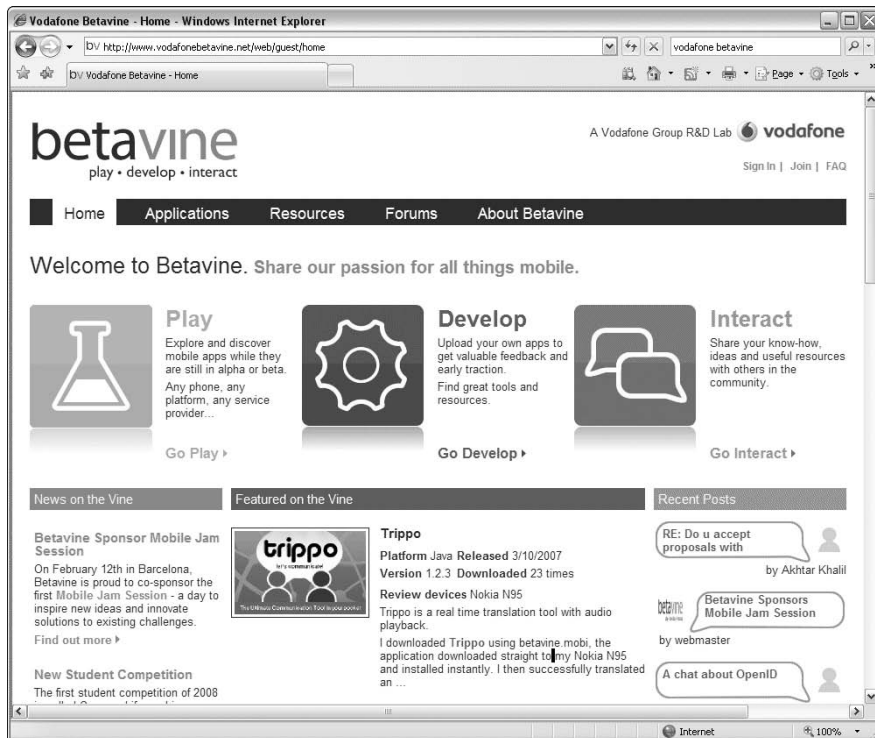 Vodafone Betavine - Home - Windows Internet Explorer
bv http://www.vodafonebetavine.net/web/guest/home
vodafone betavine
bv Vodafone Betavine - Home
Page
Tools
betavine
play • develop • interact
A Vodafone Group R&D Lab vodafone
Sign In | Join | FAQ
Home Applications Resources Forums About Betavine
Welcome to Betavine. Share our passion for all things mobile.
Play
Explore and discover
mobile apps while they
are still in alpha or beta.
Any phone, any
platform, any service
provider...
Go Play
Develop
Upload your own apps to
get valuable feedback and
early traction.
Find great tools and
resources.
Go Develop
Interact
Share your know-how,
ideas and useful resources
with others in the
community.
Go Interact
News on the Vine
Betavine Sponsor Mobile Jam
Session
On February 12th in Barcelona,
Betavine is proud to co-sponsor the
first Mobile Jam Session - a day to
inspire new ideas and innovate
solutions to existing challenges.
Find out more
New Student Competition
The first student competition of 2008
Featured on the Vine
trippo
let's communicate!
The Ultimate Communication Tool in your pocket
Trippo
Platform Java Released 3/10/2007
Version 1.2.3 Downloaded 23 times
Review devices Nokia N95
Trippo is a real time translation tool with audio
playback.
I downloaded Trippo using betavine.mobi, the
application downloaded straight to my Nokia N95
and installed instantly. I then successfully translated
an ...
Recent Posts
RE: Do u accept
proposals with
by Akhtar Khalil
betavine
Betavine Sponsors
Mobile Jam Session
by webmaster
A chat about OpenID
Internet
100%